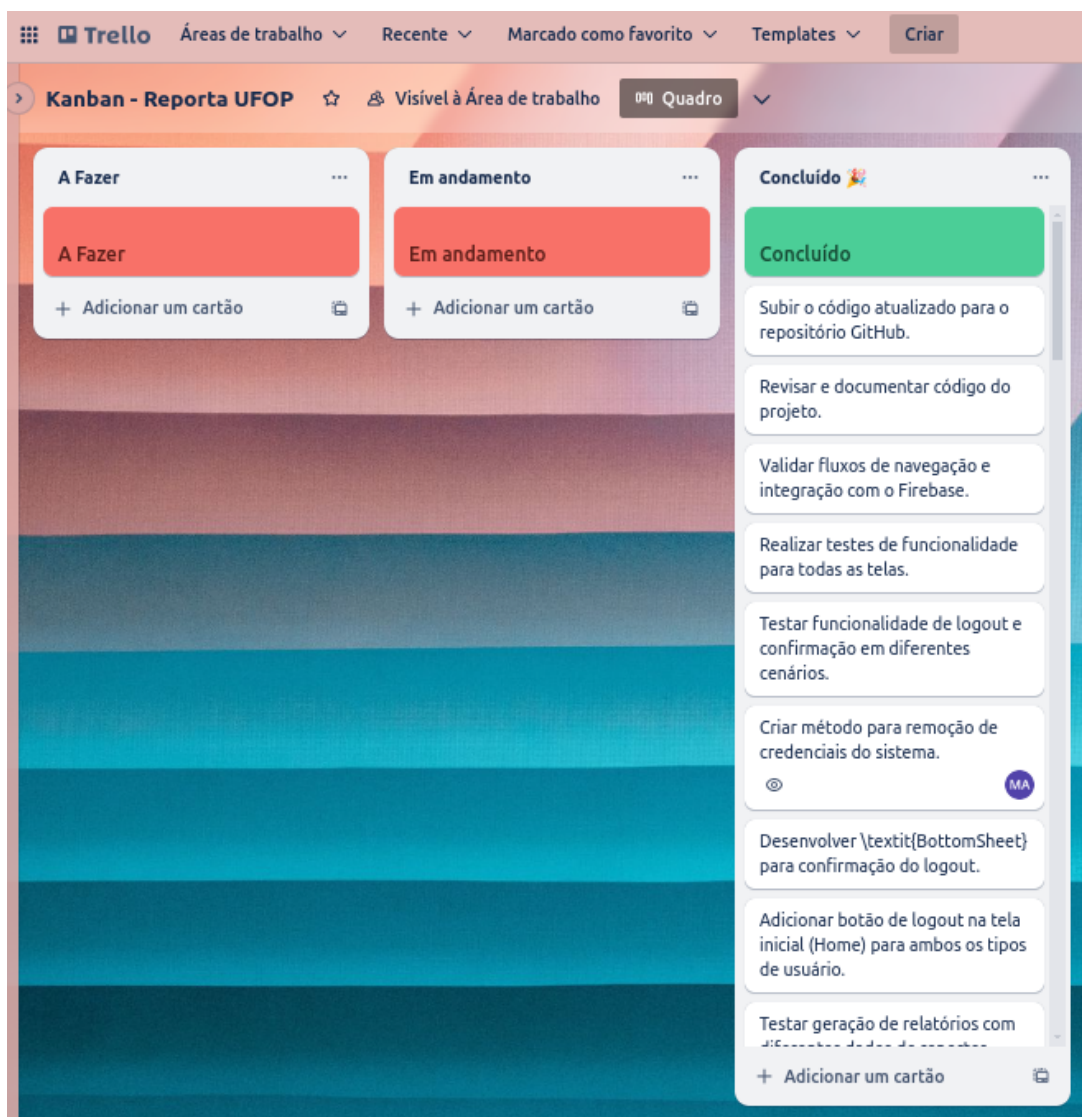 Trello Áreas de trabalho Recente Marcado como favorito Templates Criar
Kanban - Reporta UFOP Visível à Área de trabalho Quadro
A Fazer
A Fazer
+ Adicionar um cartão
Em andamento
Em andamento
+ Adicionar um cartão
Concluído 🎉
Concluído
Subir o código atualizado para o
repositório GitHub.
Revisar e documentar código do
projeto.
Validar fluxos de navegação e
integração com o Firebase.
Realizar testes de funcionalidade
para todas as telas.
Testar funcionalidade de logout e
confirmação em diferentes
cenários.
Criar método para remoção de
credenciais do sistema.
MA
Desenvolver \textit{BottomSheet}
para confirmação do logout.
Adicionar botão de logout na tela
inicial (Home) para ambos os tipos
de usuário.
Testar geração de relatórios com
+ Adicionar um cartão